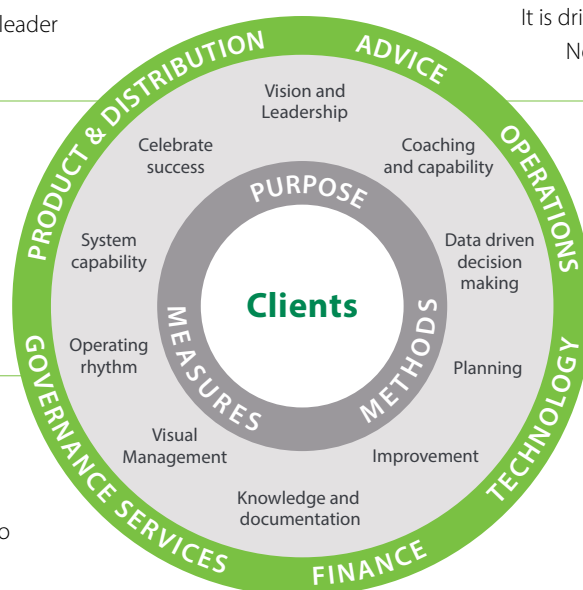 leader
It is dri
No
PRODUCT & DISTRIBUTION
ADVICE
OPERATIONS
TECHNOLOGY
FINANCE
GOVERNANCE SERVICES
Vision and
Leadership
Coaching
and capability
Data driven
decision
making
Planning
Improvement
Knowledge and
documentation
Visual
Management
Operating
rhythm
System
capability
Celebrate
success
PURPOSE
METHODS
MEASURES
Clients